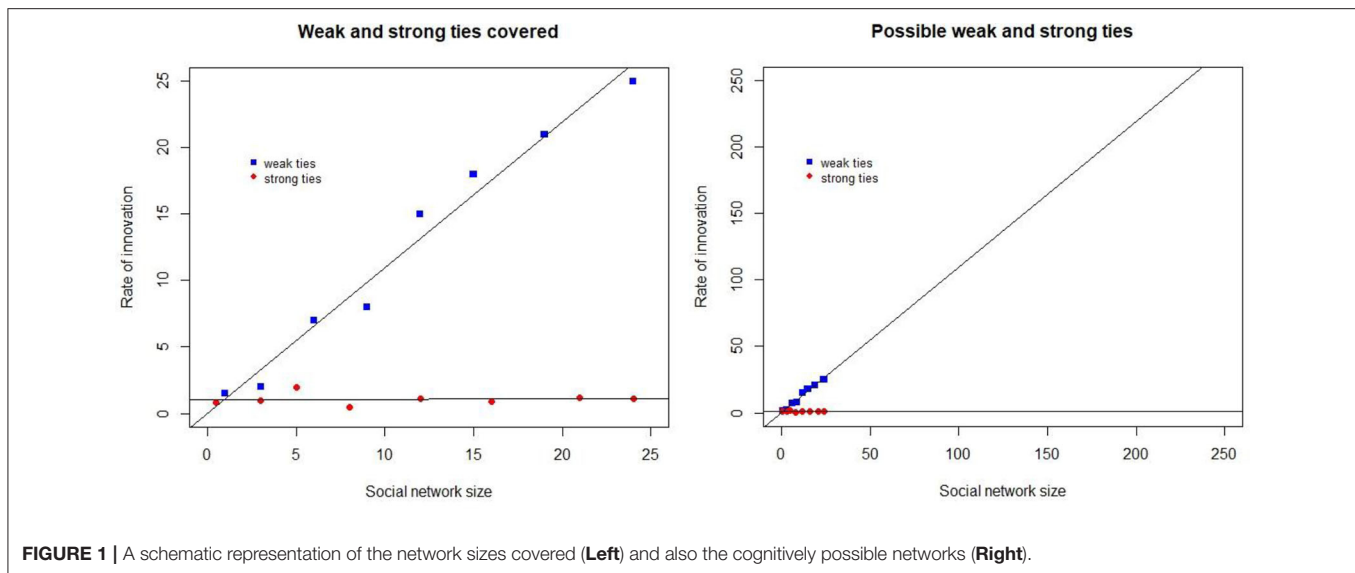 Weak and strong ties covered
25
20
15
10
5
0
Rate of innovation
weak ties
strong ties
0 5 10 15 20 25
Social network size
Possible weak and strong ties
250
200
150
100
50
0
Rate of innovation
weak ties
strong ties
0 50 100 150 200 250
Social network size
FIGURE 1 | A schematic representation of the network sizes covered (Left) and also the cognitively possible networks (Right).